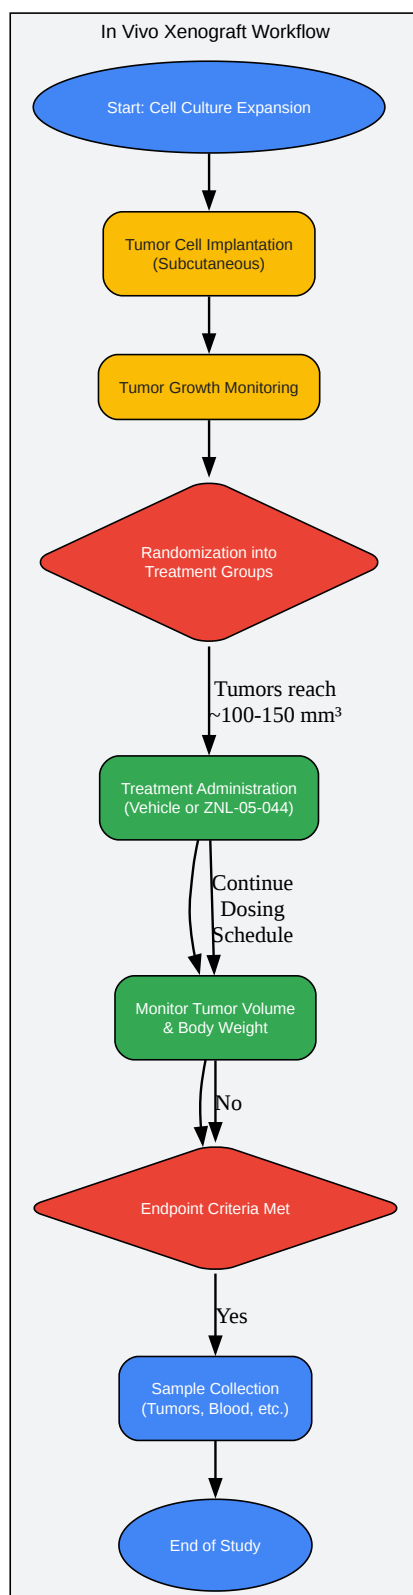 In Vivo Xenograft Workflow
Start: Cell Culture Expansion
Tumor Cell Implantation
(Subcutaneous)
Tumor Growth Monitoring
Randomization into
Treatment Groups
Tumors reach
~100-150 mm³
Treatment Administration
(Vehicle or ZNL-05-044)
Continue
Dosing
Schedule
Monitor Tumor Volume
& Body Weight
No
Endpoint Criteria Met
Yes
Sample Collection
(Tumors, Blood, etc.)
End of Study